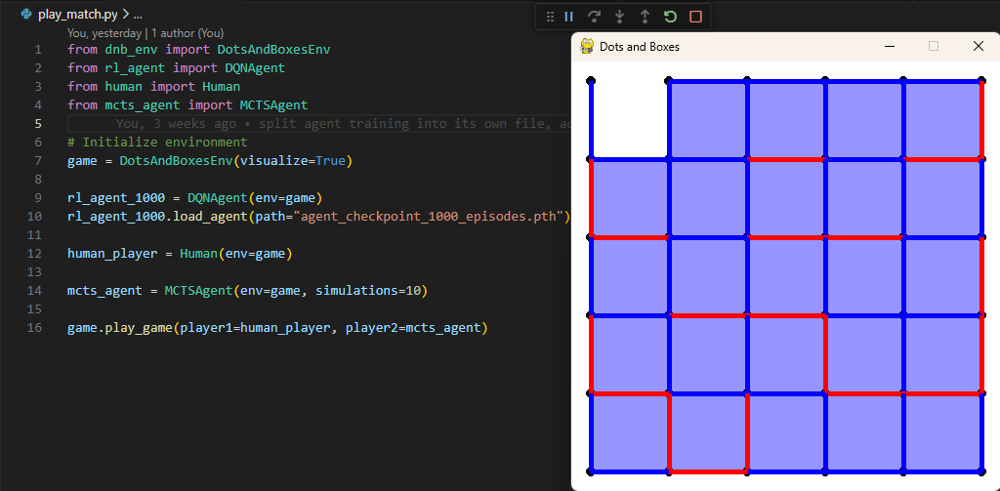 play_match.py > ...
You, yesterday | 1 author (You)
1 from dnb_env import DotsAndBoxesEnv
2 from rl_agent import DQNAgent
3 from human import Human
4 from mcts_agent import MCTSAgent
5 You, 3 weeks ago • split agent training into its own file, ad
6 # Initialize environment
7 game = DotsAndBoxesEnv(visualize=True)
8
9 rl_agent_1000 = DQNAgent(env=game)
10 rl_agent_1000.load_agent(path="agent_checkpoint_1000_episodes.pth")
11
12 human_player = Human(env=game)
13
14 mcts_agent = MCTSAgent(env=game, simulations=10)
15
16 game.play_game(player1=human_player, player2=mcts_agent)
Dots and Boxes